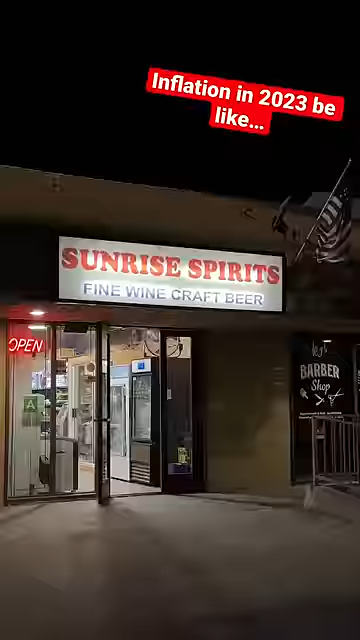 Inflation in 2023 be
like...
SUNRISE SPIRITS
FINE WINE CRAFT BEER
OPEN
A
BARBER
Shop